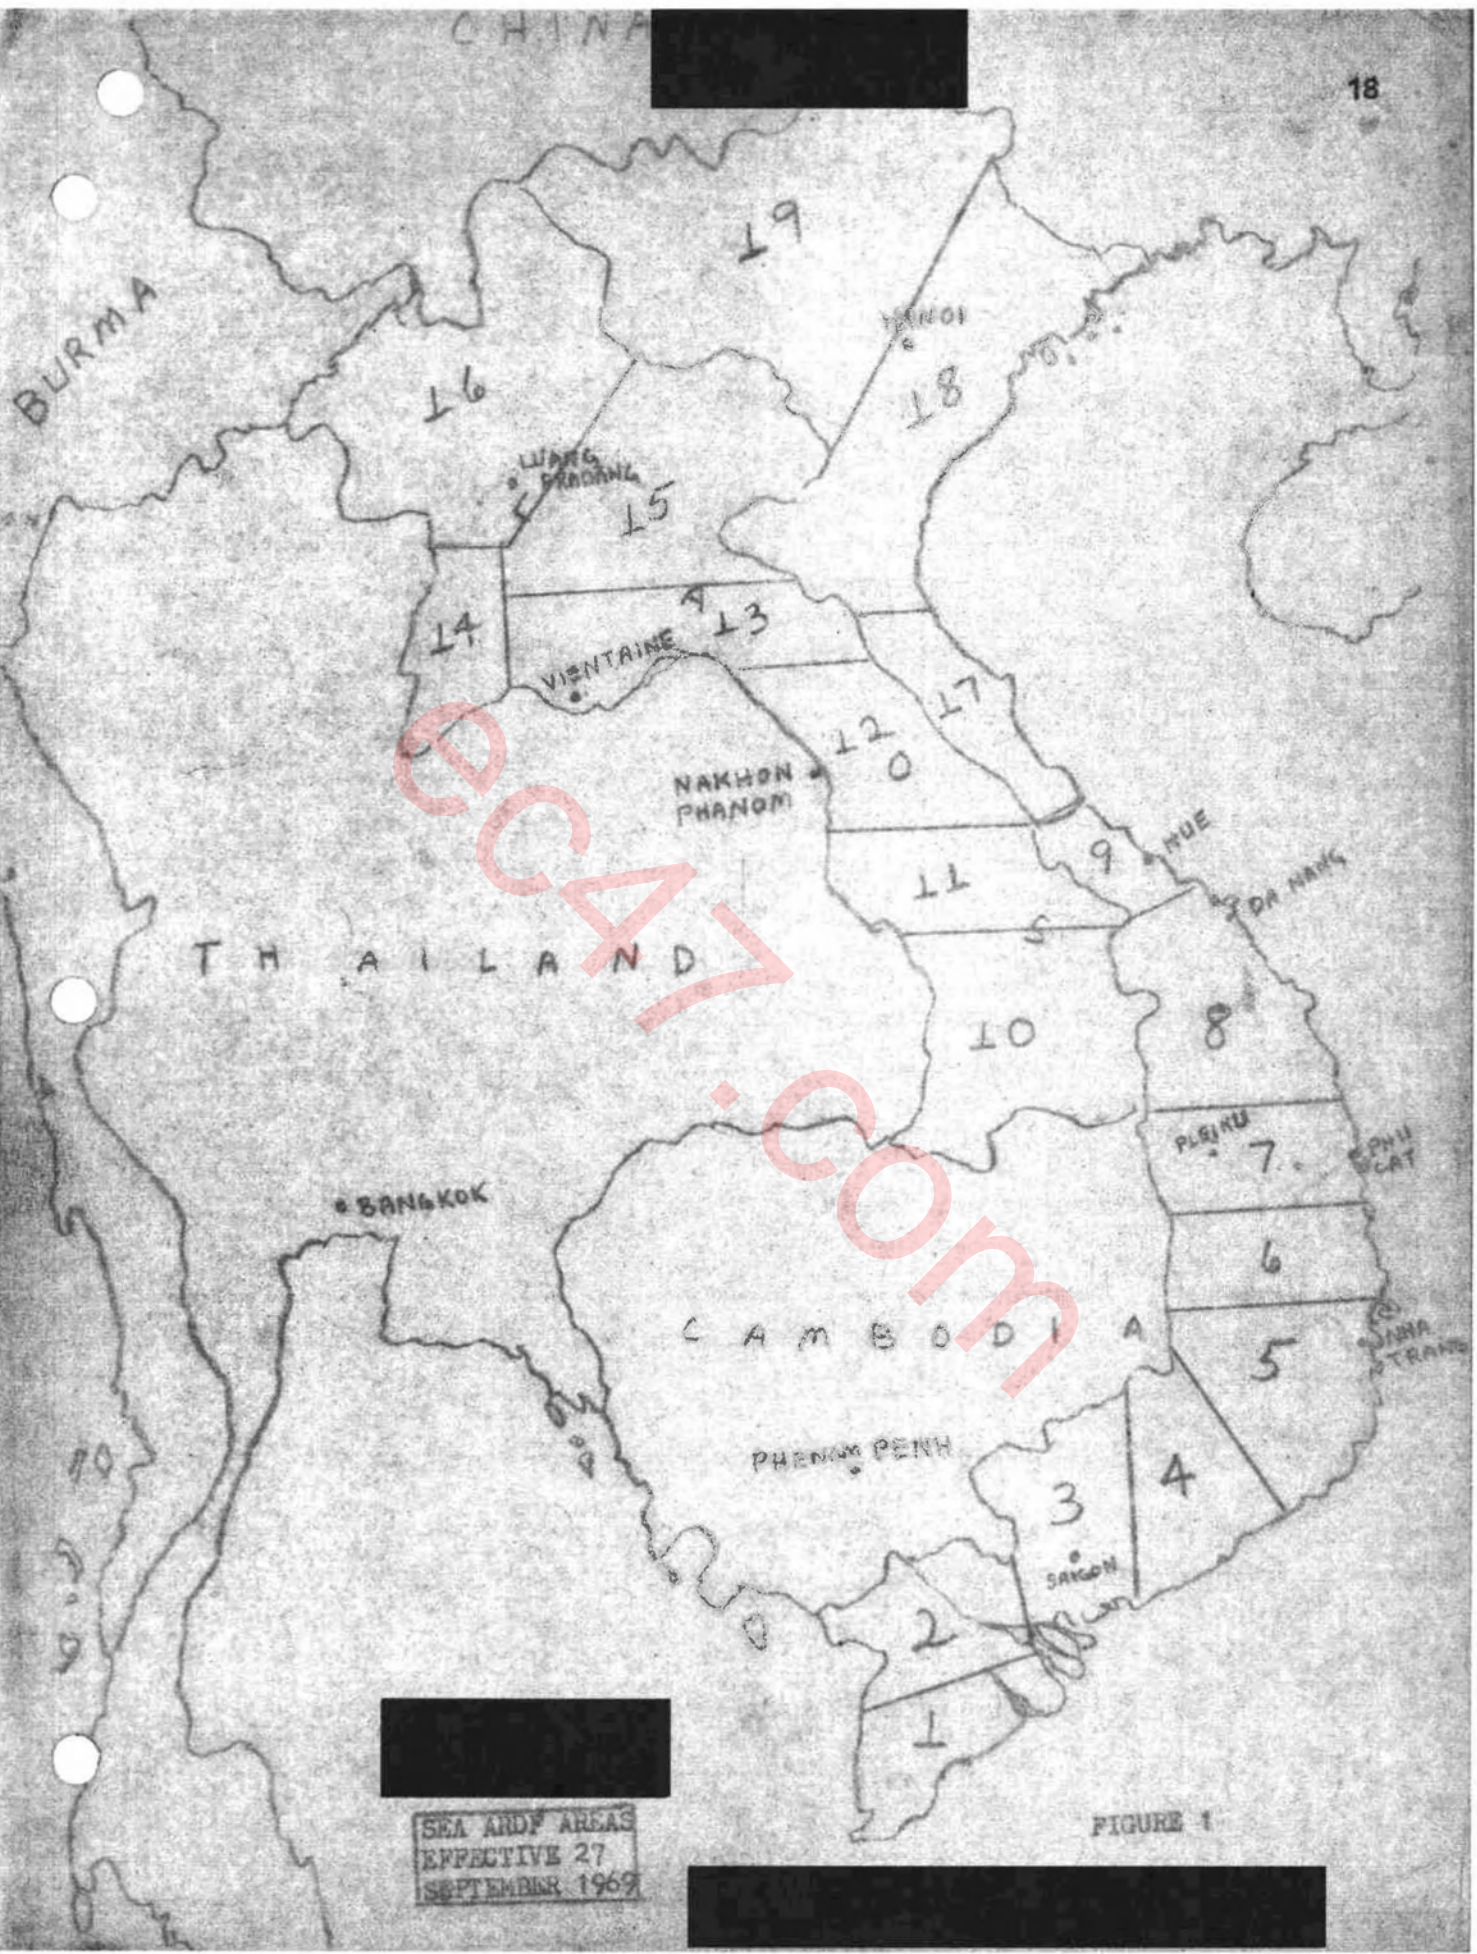 CHINA
18
19
BURMA
HANOI
16
18
LUANG
PRABANG
L
15
A
13
14
VIENTAINE
17
12
O
NAKHON
PHANOM
9
HUE
11
DA NANG
S
THAILAND
10
8
PLEIKU
7
PHU
CAT
BANGKOK
6
CAMBODIA
NHA
TRANG
5
PHENOM PENH
4
3
SAIGON
2
1
SEA ARDF AREAS
EFFECTIVE 27
SEPTEMBER 1969
FIGURE 1
ec47.com